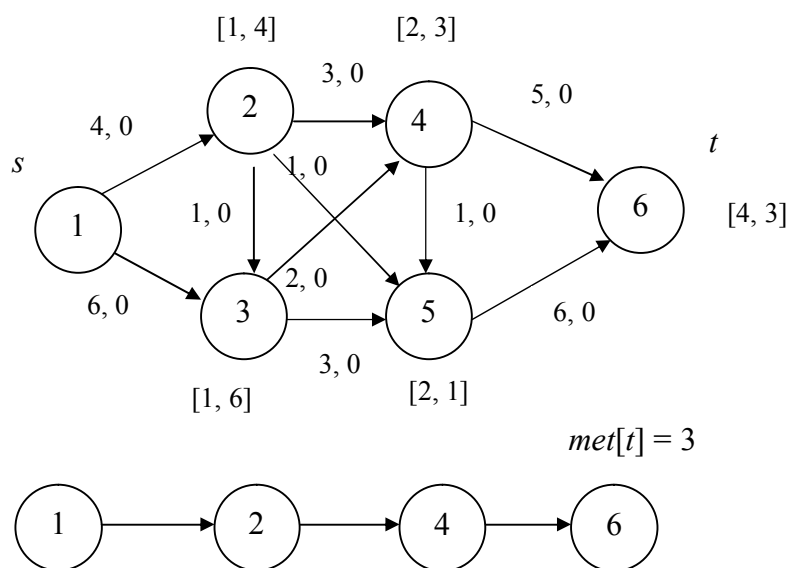 [1, 4] [2, 3]
3, 0
5, 0
2 4
4, 0
s t
1, 0
6
1 1, 0 1, 0 [4, 3]
2, 0
6, 0 3 5 6, 0
3, 0
[1, 6] [2, 1]
met[t] = 3
1 2 4 6